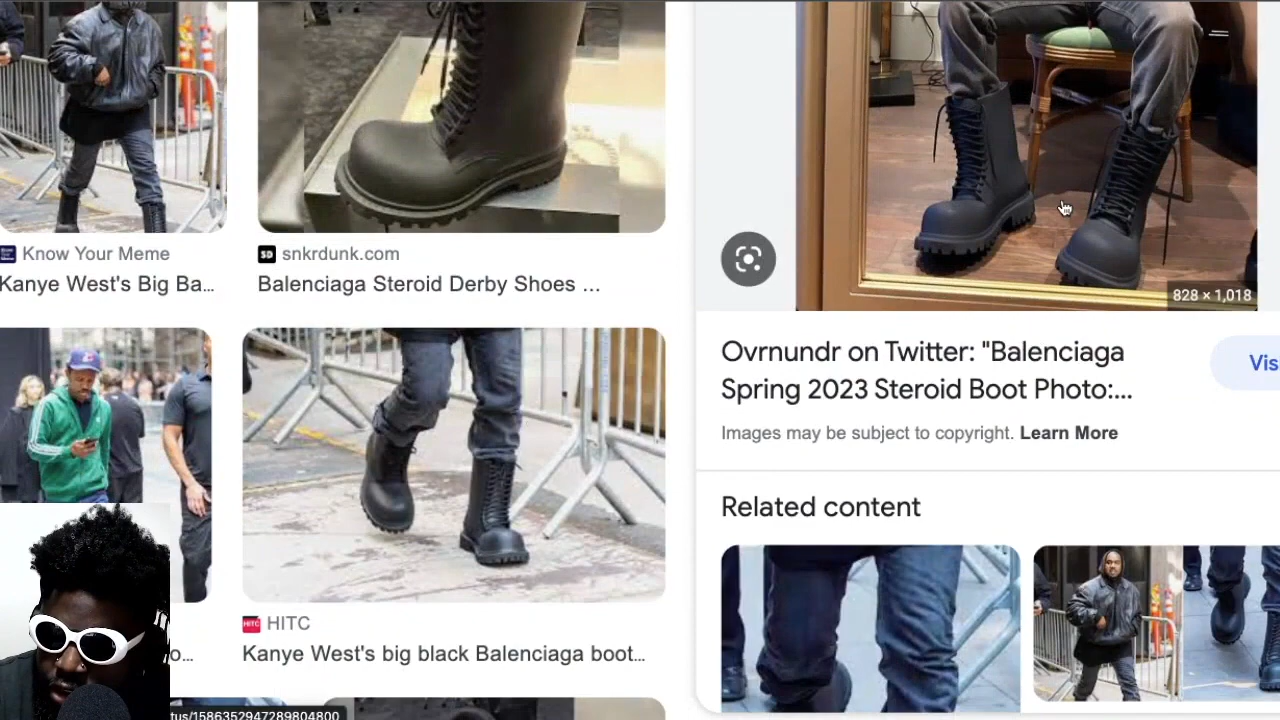 Know Your Meme
Kanye West's Big Ba...
SD snkrdunk.com
Balenciaga Steroid Derby Shoes ...
828 × 1,018
Ovrnundr on Twitter: "Balenciaga
Spring 2023 Steroid Boot Photo:...
Vis
Images may be subject to copyright. Learn More
Related content
HITC HITC
Kanye West's big black Balenciaga boot...
o...
tus/1586352947289804800